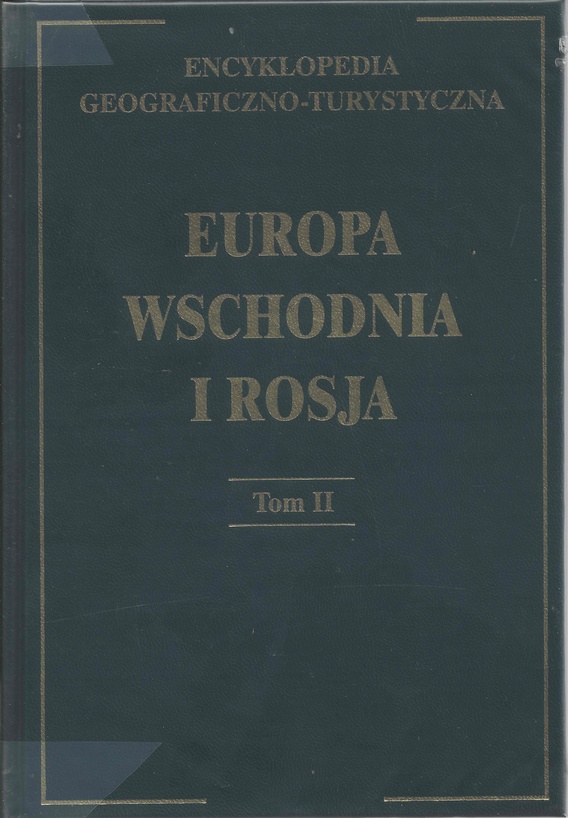 ENCYKLOPEDIA
GEOGRAFICZNO-TURYSTYCZNA
EUROPA
WSCHODNIA
I ROSJA
Tom II